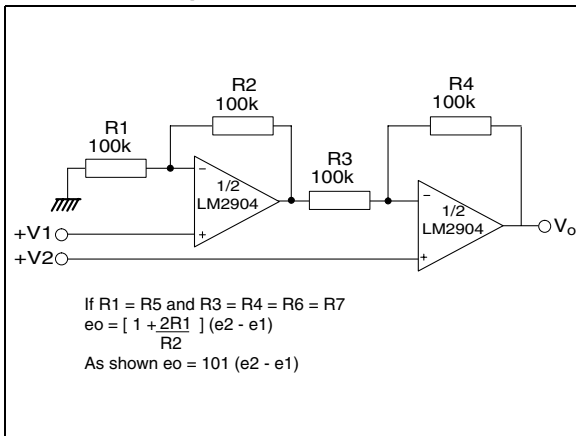 R2
100k
R4
100k
R1
100k
R3
100k
1/2
LM2904
1/2
LM2904
+V1
+V2
Vo
If R1 = R5 and R3 = R4 = R6 = R7
eo = [ 1 + 2R1 ] (e2 - e1)
R2
As shown eo = 101 (e2 - e1)